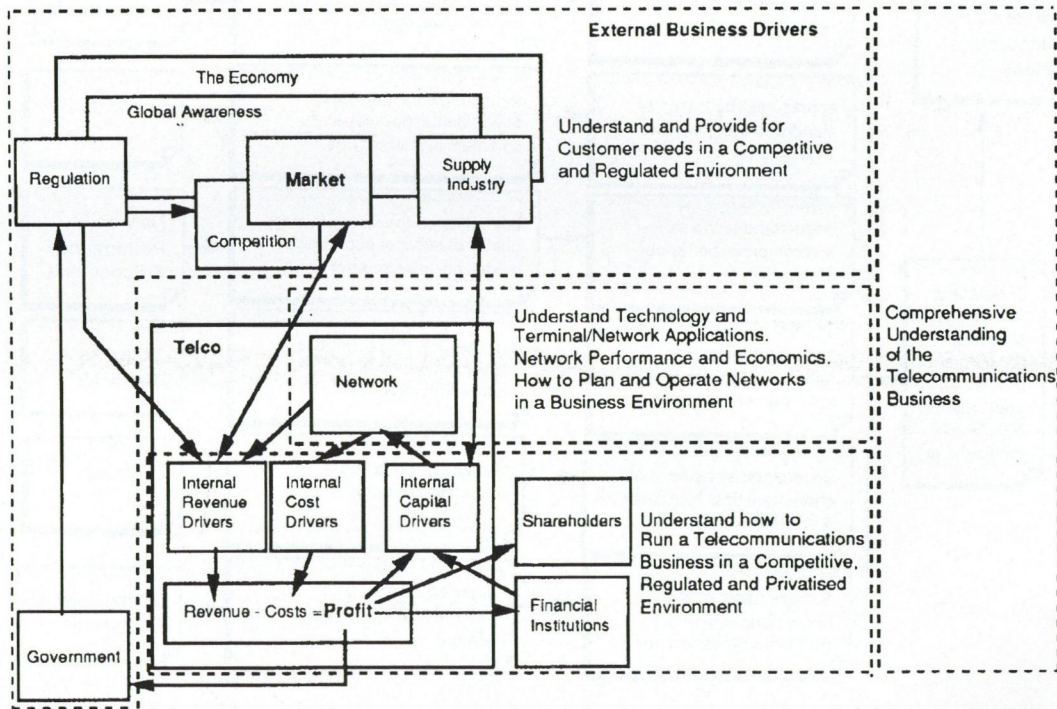 External Business Drivers
The Economy
Global Awareness
Regulation
Market
Supply
Industry
Competition
Understand and Provide for
Customer needs in a Competitive
and Regulated Environment
Telco
Network
Understand Technology and
Terminal/Network Applications.
Network Performance and Economics.
How to Plan and Operate Networks
in a Business Environment
Comprehensive
Understanding
of the
Telecommunications
Business
Internal
Revenue
Drivers
Internal
Cost
Drivers
Internal
Capital
Drivers
Shareholders
Understand how to
Run a Telecommunications
Business in a Competitive,
Regulated and Privatised
Environment
Revenue - Costs =Profit
Financial
Institutions
Government